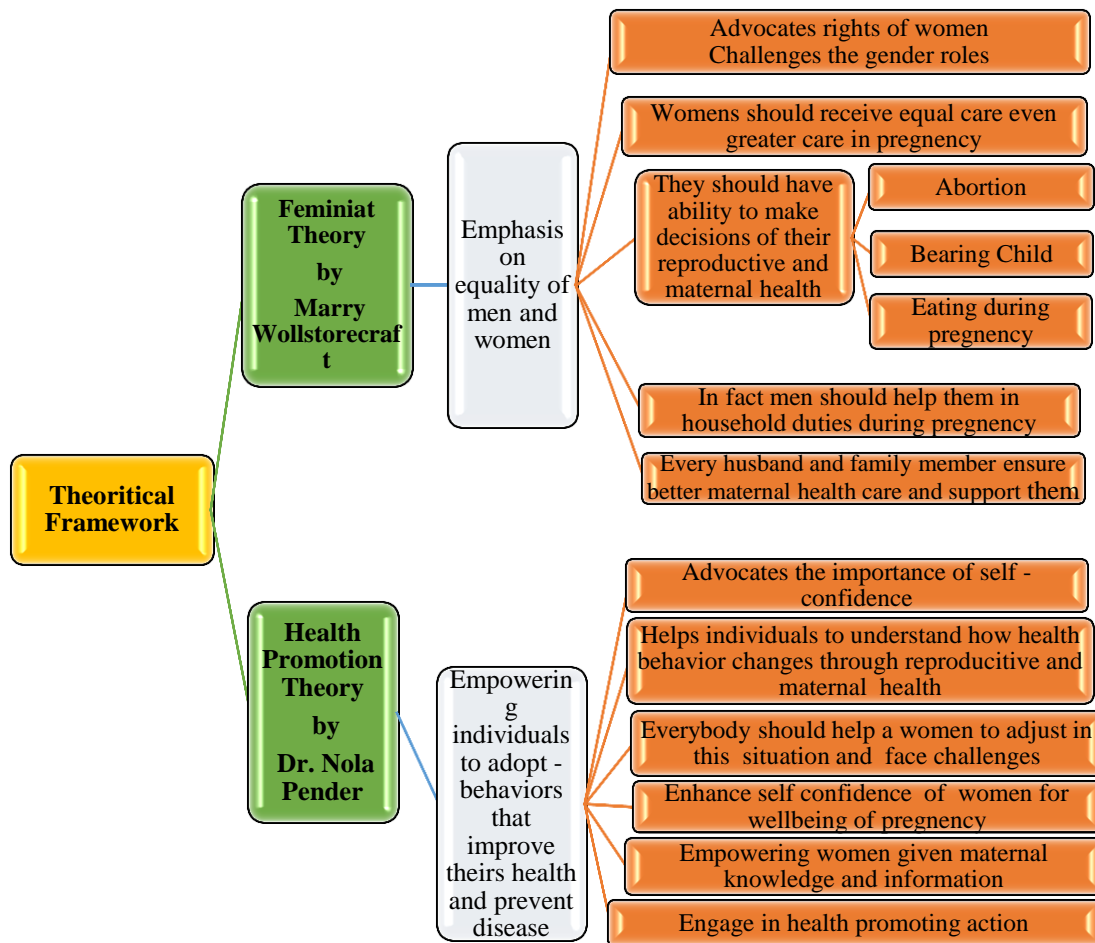 Theoritical
Framework
Feminiat
Theory
by
Marry
Wollstorecraf
t
Emphasis
on
equality of
men and
women
Advocates rights of women
Challenges the gender roles
Womens should receive equal care even
greater care in pregnency
They should have
ability to make
decisions of their
reproductive and
maternal health
Abortion
Bearing Child
Eating during
pregnency
In fact men should help them in
household duties during pregnency
Every husband and family member ensure
better maternal health care and support them
Health
Promotion
Theory
by
Dr. Nola
Pender
Empowerin
g
individuals
to adopt -
behaviors
that
improve
theirs health
and prevent
disease
Advocates the importance of self -
confidence
Helps individuals to understand how health
behavior changes through reproducitive and
maternal health
Everybody should help a women to adjust in
this situation and face challenges
Enhance self confidence of women for
wellbeing of pregnency
Empowering women given maternal
knowledge and information
Engage in health promoting action